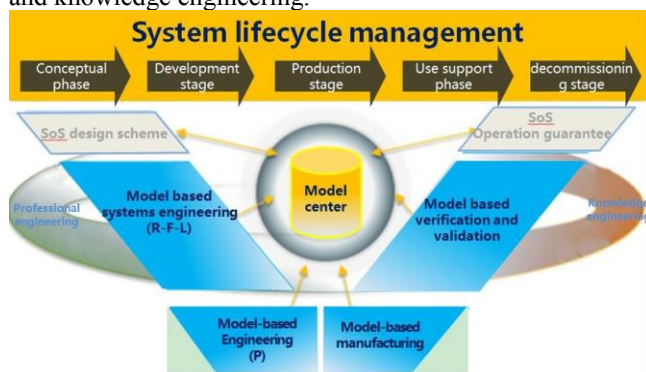 and knowledge engineering.
System lifecycle management
Conceptual
phase
Development
stage
Production
stage
Use support
phase
decommissionin
g stage
SoS design scheme
SoS
Operation guarantee
Professional
engineering
Model based
systems engineering
(R-F-L)
Model
center
Model based
verification and
validation
Knowledge
engineering
Model-based
Engineering
(P)
Model-based
manufacturing